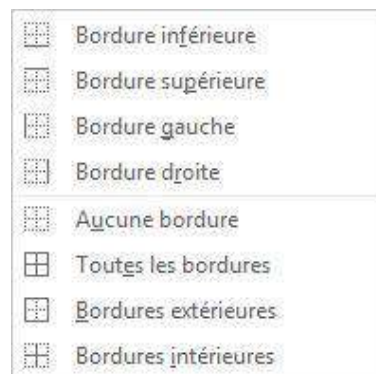 Bordure inférieure
Bordure supérieure
Bordure gauche
Bordure droite
Aucune bordure
Toutes les bordures
Bordures extérieures
Bordures intérieures